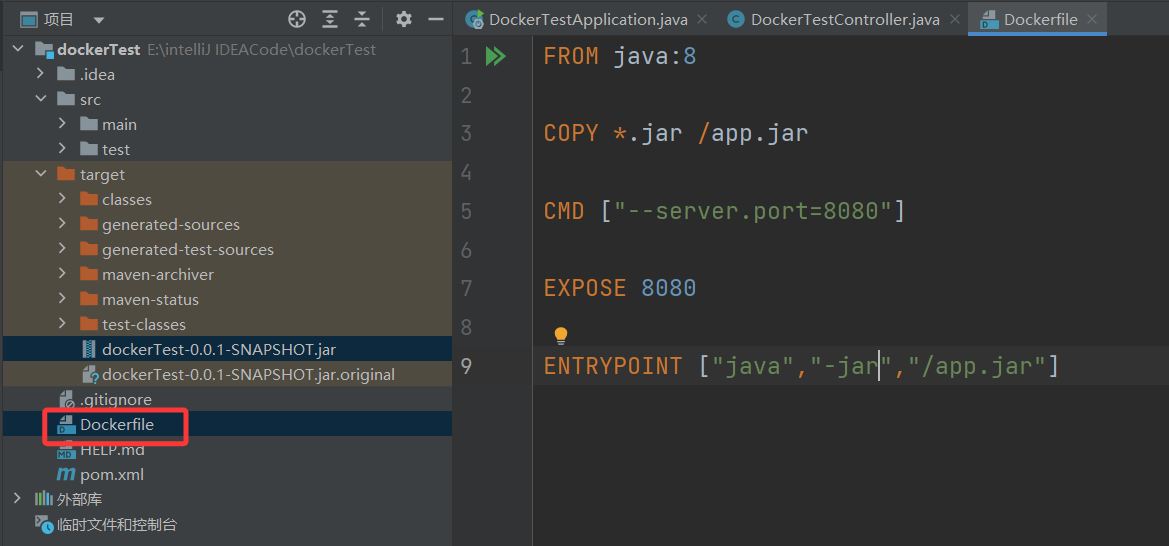 项目
dockerTest E:\intelliJ IDEACode\dockerTest
.idea
src
main
test
target
classes
generated-sources
generated-test-sources
maven-archiver
maven-status
test-classes
dockerTest-0.0.1-SNAPSHOT.jar
dockerTest-0.0.1-SNAPSHOT.jar.original
.gitignore
Dockerfile
HELP.md
pom.xml
外部库
临时文件和控制台
DockerTestApplication.java DockerTestController.java Dockerfile
1 FROM java:8
2
3 COPY *.jar /app.jar
4
5 CMD ["--server.port=8080"]
6
7 EXPOSE 8080
8
9 ENTRYPOINT ["java","-jar","/app.jar"]